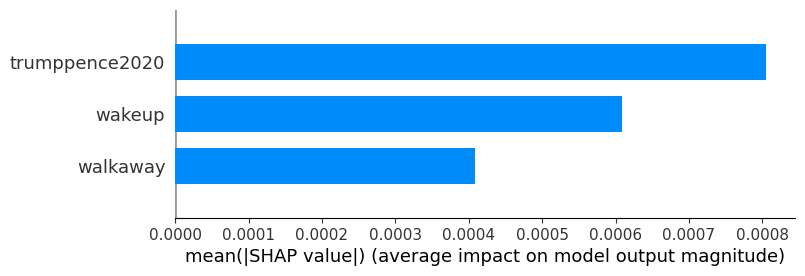 trumppence2020
wakeup
walkaway
0.0000 0.0001 0.0002 0.0003 0.0004 0.0005 0.0006 0.0007 0.0008
mean(|SHAP value|) (average impact on model output magnitude)